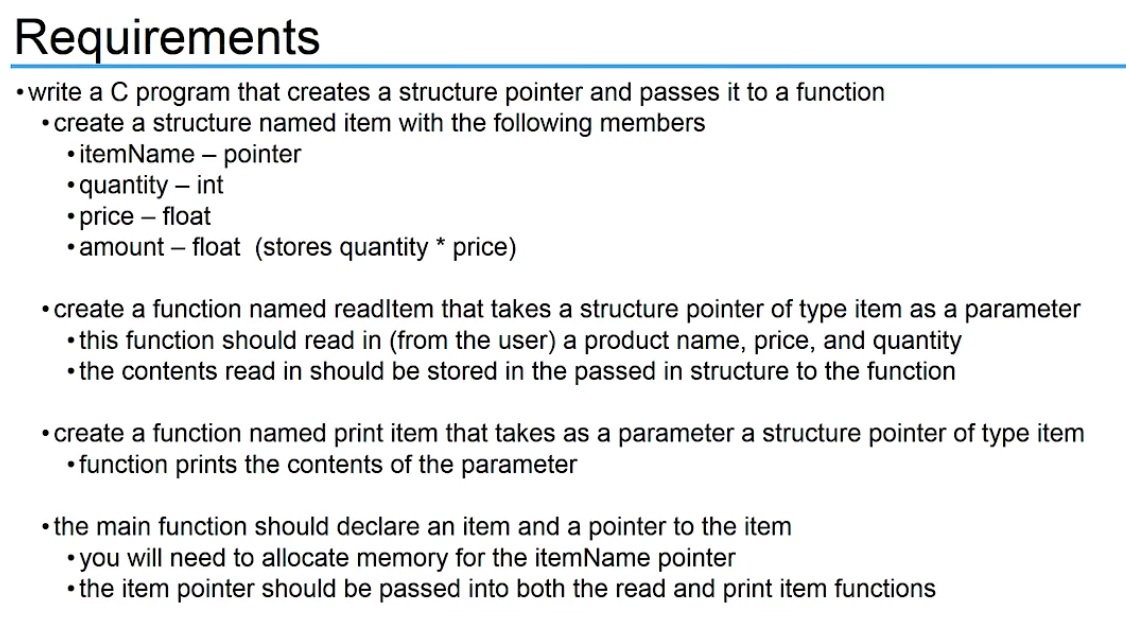 Requirements
•write a C program that creates a structure pointer and passes it to a function
•create a structure named item with the following members
•itemName – pointer
•quantity – int
•price – float
•amount – float (stores quantity * price)
•create a function named readItem that takes a structure pointer of type item as a parameter
•this function should read in (from the user) a product name, price, and quantity
•the contents read in should be stored in the passed in structure to the function
•create a function named print item that takes as a parameter a structure pointer of type item
•function prints the contents of the parameter
•the main function should declare an item and a pointer to the item
•you will need to allocate memory for the itemName pointer
•the item pointer should be passed into both the read and print item functions